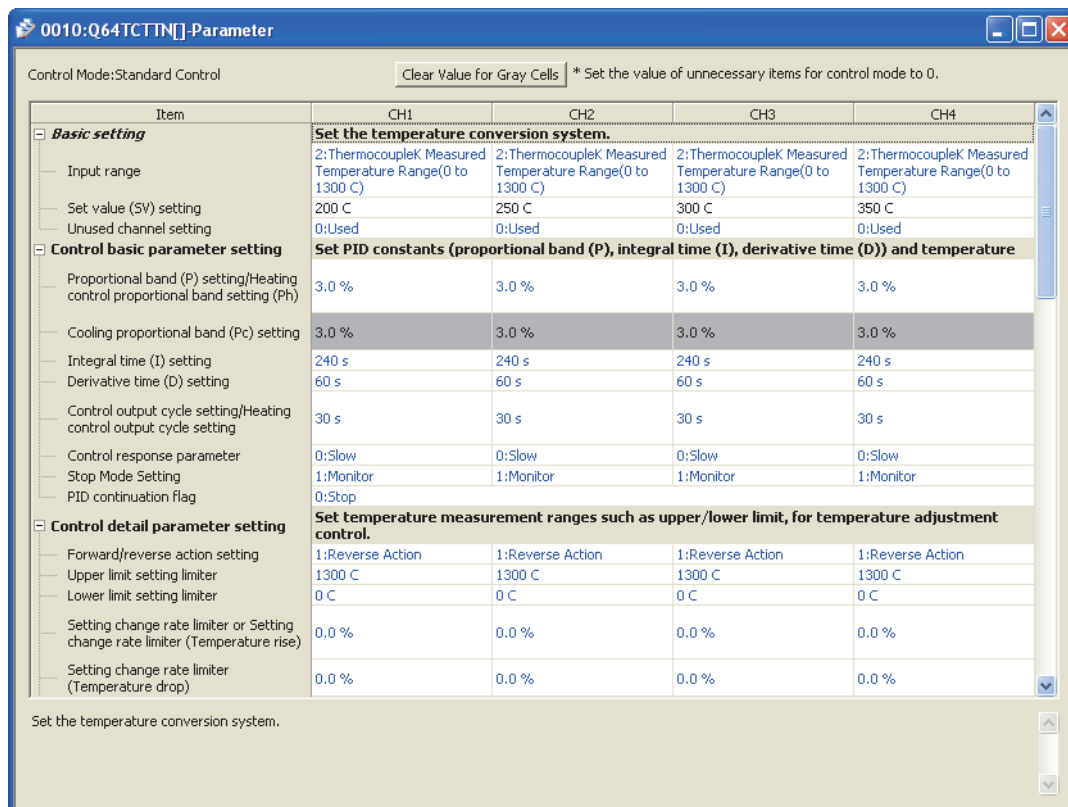 0010:Q64TCTTN[]-Parameter
Control Mode:Standard Control Clear Value for Gray Cells * Set the value of unnecessary items for control mode to 0.
Item CH1 CH2 CH3 CH4
Basic setting Set the temperature conversion system.
Input range 2:ThermocoupleK Measured Temperature Range(0 to 1300 C) 2:ThermocoupleK Measured Temperature Range(0 to 1300 C) 2:ThermocoupleK Measured Temperature Range(0 to 1300 C) 2:ThermocoupleK Measured Temperature Range(0 to 1300 C)
Set value (SV) setting 200 C 250 C 300 C 350 C
Unused channel setting 0:Used 0:Used 0:Used 0:Used
Control basic parameter setting Set PID constants (proportional band (P), integral time (I), derivative time (D)) and temperature
Proportional band (P) setting/Heating control proportional band setting (Ph) 3.0 % 3.0 % 3.0 % 3.0 %
Cooling proportional band (Pc) setting 3.0 % 3.0 % 3.0 % 3.0 %
Integral time (I) setting 240 s 240 s 240 s 240 s
Derivative time (D) setting 60 s 60 s 60 s 60 s
Control output cycle setting/Heating control output cycle setting 30 s 30 s 30 s 30 s
Control response parameter 0:Slow 0:Slow 0:Slow 0:Slow
Stop Mode Setting 1:Monitor 1:Monitor 1:Monitor 1:Monitor
PID continuation flag 0:Stop
Control detail parameter setting Set temperature measurement ranges such as upper/lower limit, for temperature adjustment control.
Forward/reverse action setting 1:Reverse Action 1:Reverse Action 1:Reverse Action 1:Reverse Action
Upper limit setting limiter 1300 C 1300 C 1300 C 1300 C
Lower limit setting limiter 0 C 0 C 0 C 0 C
Setting change rate limiter or Setting change rate limiter (Temperature rise) 0.0 % 0.0 % 0.0 % 0.0 %
Setting change rate limiter (Temperature drop) 0.0 % 0.0 % 0.0 % 0.0 %
Set the temperature conversion system.